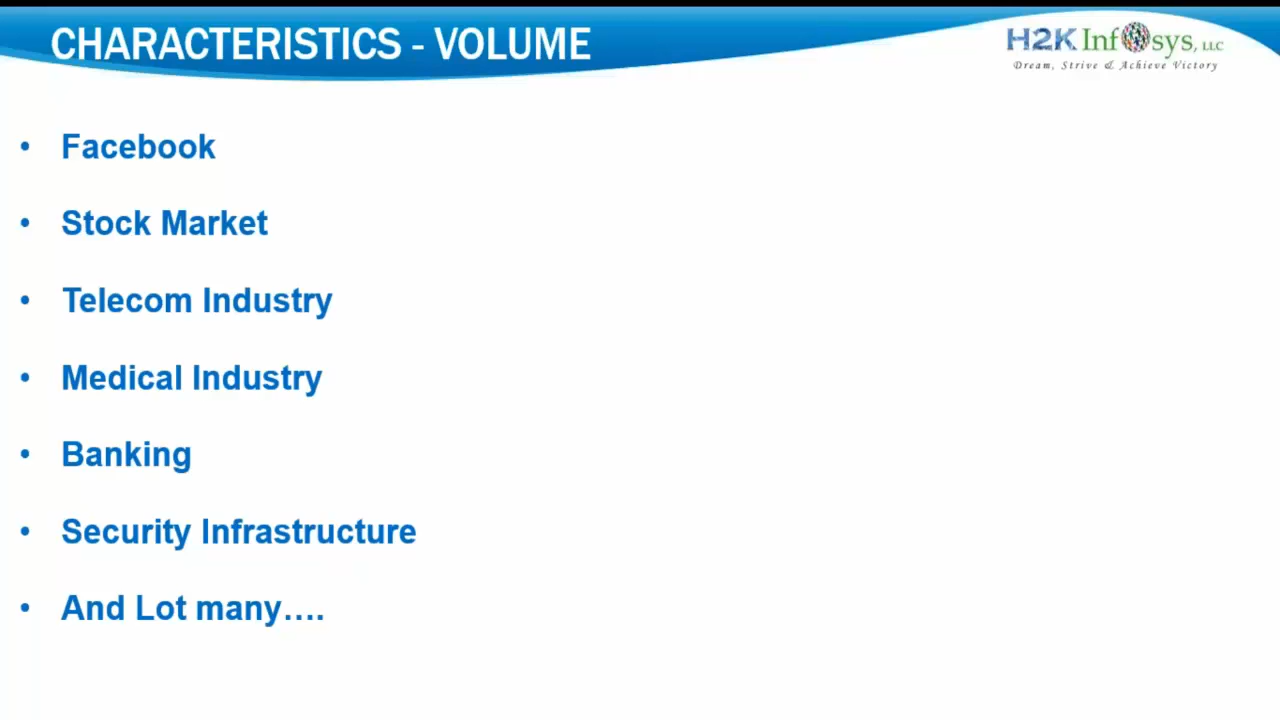 CHARACTERISTICS - VOLUME
H2K Infosys, LLC
Dream, Strive & Achieve Victory
• Facebook
• Stock Market
• Telecom Industry
• Medical Industry
• Banking
• Security Infrastructure
• And Lot many....